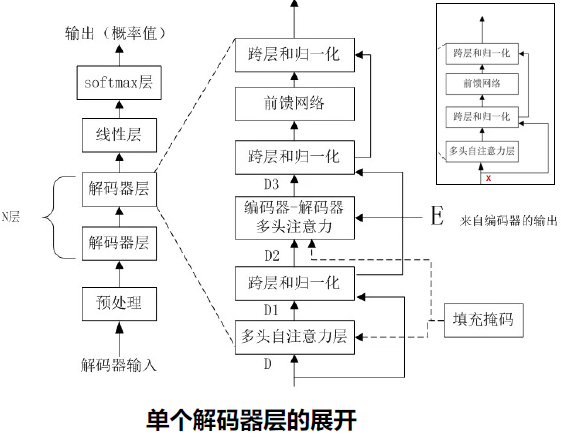 输出（概率值）
softmax层
线性层
解码器层
N层
解码器层
预处理
解码器输入
跨层和归一化
前馈网络
跨层和归一化
D3
编码器-解码器
多头注意力
D2
跨层和归一化
D1
多头自注意力层
D
E 来自编码器的输出
填充掩码
跨层和归一化
前馈网络
跨层和归一化
多头自注意力层
x
单个解码器层的展开